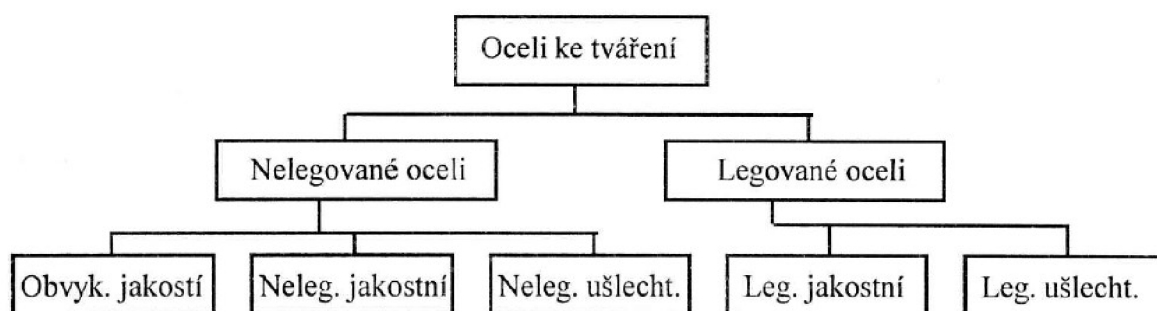 Oceli ke tváření
Nelegované oceli
Legované oceli
Obvyk. jakostí
Neleg. jakostní
Neleg. ušlecht.
Leg. jakostní
Leg. ušlecht.